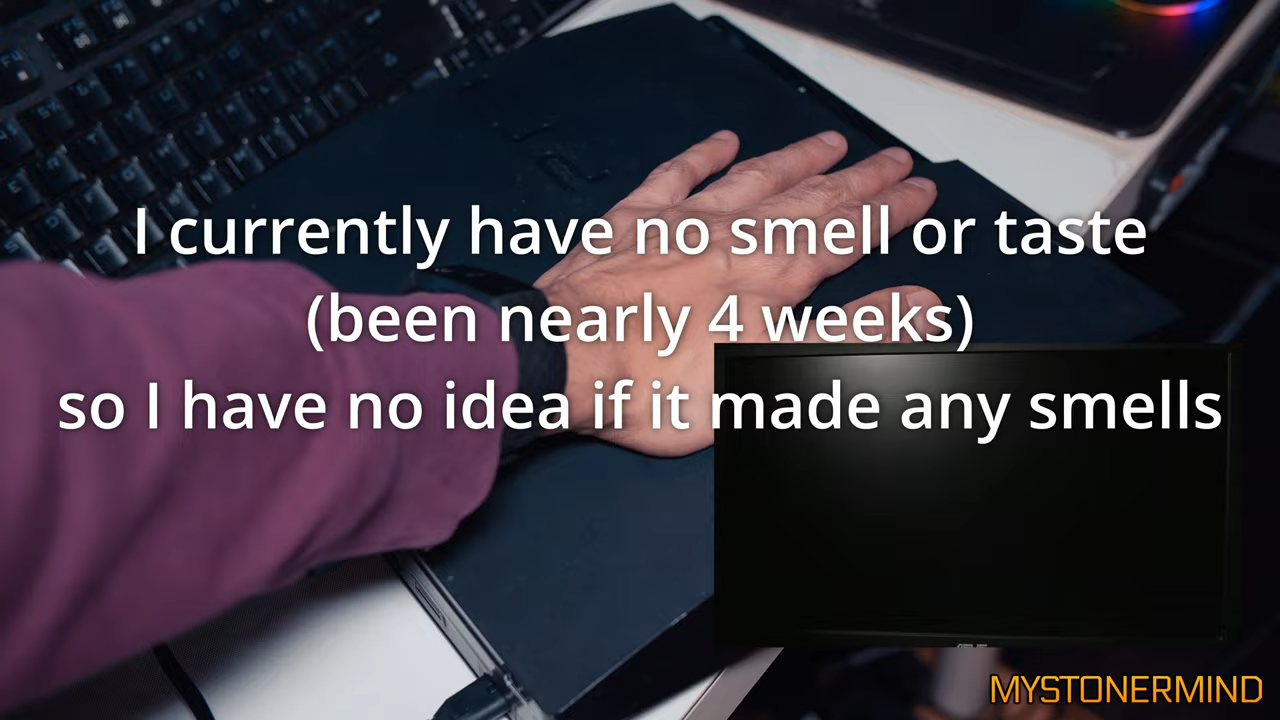 I currently have no smell or taste
(been nearly 4 weeks)
so I have no idea if it made any smells
MYSTONERMIND